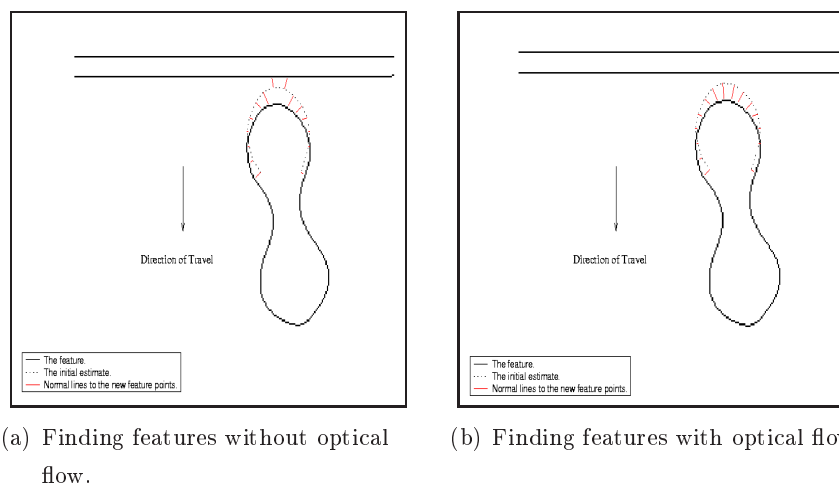 Direction of Travel
The feature.
The initial estimate.
Normal lines to the new feature points.
(a) Finding features without optical
flow.
Direction of Travel
The feature.
The initial estimate.
Normal lines to the new feature points.
(b) Finding features with optical flo